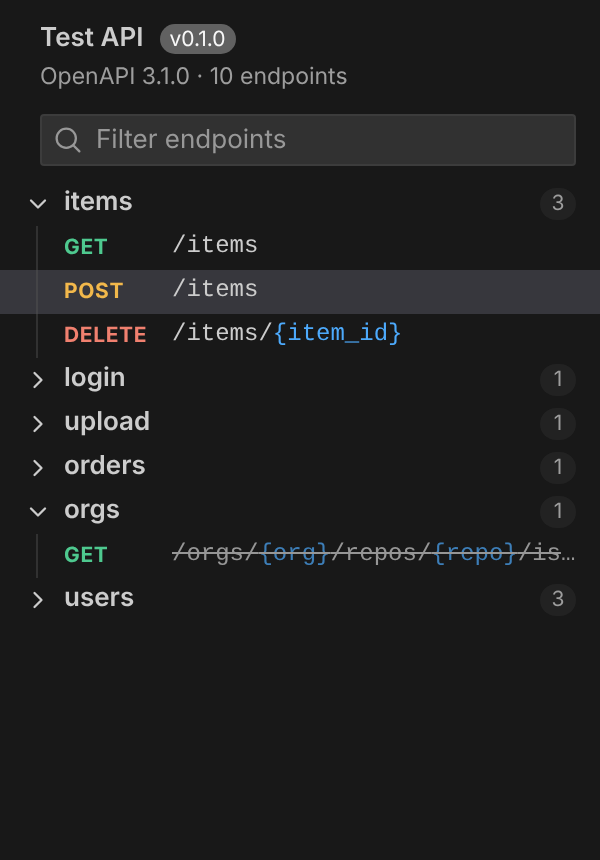 Test API v0.1.0
OpenAPI 3.1.0 · 10 endpoints
Filter endpoints
items 3
GET /items
POST /items
DELETE /items/{item_id}
login 1
upload 1
orders 1
orgs 1
GET /orgs/{org}/repos/{repo}/is…
users 3